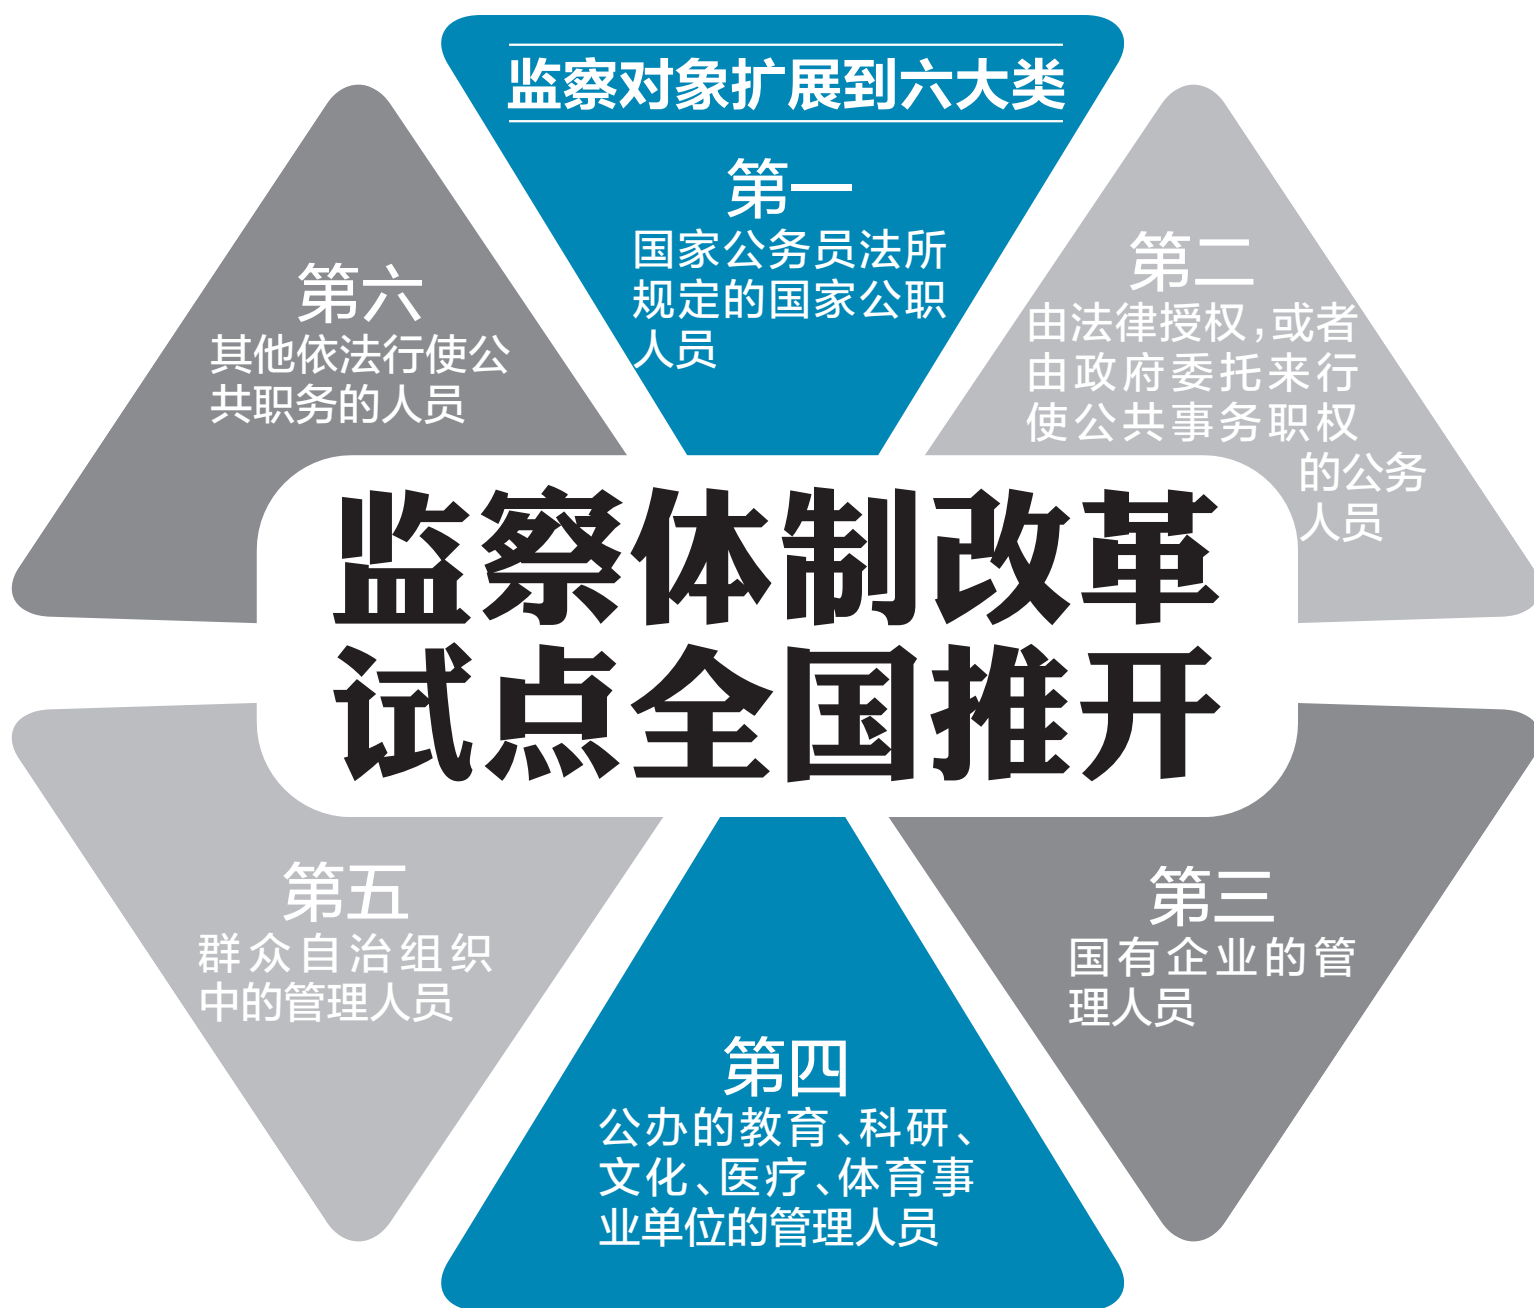 监察对象扩展到六大类
第一
国家公务员法所
规定的国家公职
人员
第二
由法律授权,或者
由政府委托来行
使公共事务职权
的公务
人员
监察体制改革
试点全国推开
第三
国有企业的管
理人员
第四
公办的教育、科研、
文化、医疗、体育事
业单位的管理人员
第五
群众自治组织
中的管理人员
第六
其他依法行使公
共职务的人员